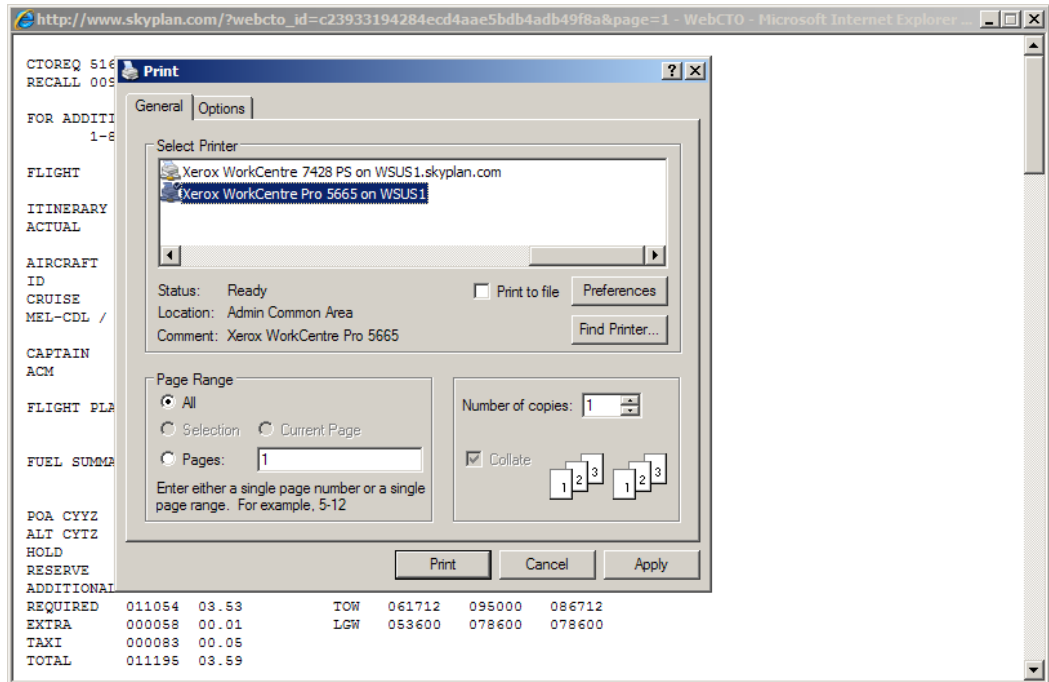 http://www.skyplan.com/?webcto_id=c23933194284ecd4aae5bdb4adb49f8a&page=1 - WebCTO - Microsoft Internet Explorer ...
CTOREQ 516
RECALL 009
FOR ADDITI
1-8
FLIGHT
ITINERARY
ACTUAL
AIRCRAFT
ID
CRUISE
MEL-CDL /
CAPTAIN
ACM
FLIGHT PLA
FUEL SUMMA
POA CYYZ
ALT CYTZ
HOLD
RESERVE
ADDITIONAL
REQUIRED 011054 03.53 TOW 061712 095000 086712
EXTRA 000058 00.01 LGW 053600 078600 078600
TAXI 000083 00.05
TOTAL 011195 03.59
Print
General Options
Select Printer
Xerox WorkCentre 7428 PS on WSUS1.skyplan.com
Xerox WorkCentre Pro 5665 on WSUS1
Status: Ready
Print to file Preferences
Location: Admin Common Area
Comment: Xerox WorkCentre Pro 5665
Find Printer...
Page Range
All
Selection Current Page
Pages: 1
Enter either a single page number or a single
page range. For example, 5-12
Number of copies: 1
Collate
1 2 3 1 2 3
Print Cancel Apply